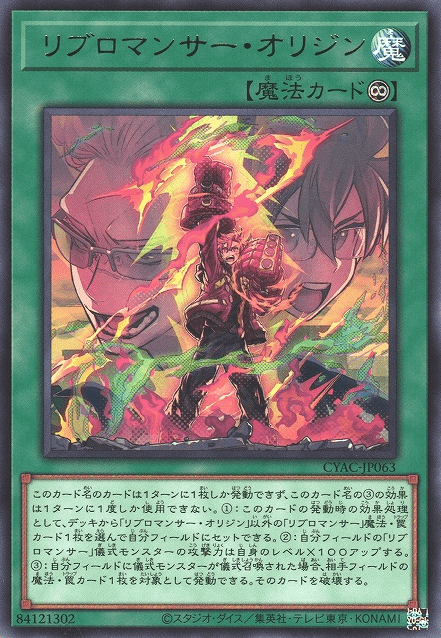 リブロマンサー・オリジン
魔
【魔法カード∞】
CYAC-JP063
このカード名のカードは1ターンに1枚しか発動できず、このカード名の③の効果
は1ターンに1度しか使用できない。①:このカードの発動時の効果処理
として、デッキから「リブロマンサー・オリジン」以外の「リブロマンサー」魔法・罠
カード1枚を選んで自分フィールドにセットできる。②:自分フィールドの「リブ
ロマンサー」儀式モンスターの攻撃力は自身のレベル×100アップする。
③:自分フィールドに儀式モンスターが儀式召喚された場合、相手フィールドの
魔法・罠カード1枚を対象として発動できる。そのカードを破壊する。
84121302
©スタジオ・ダイス/集英社・テレビ東京・KONAMI